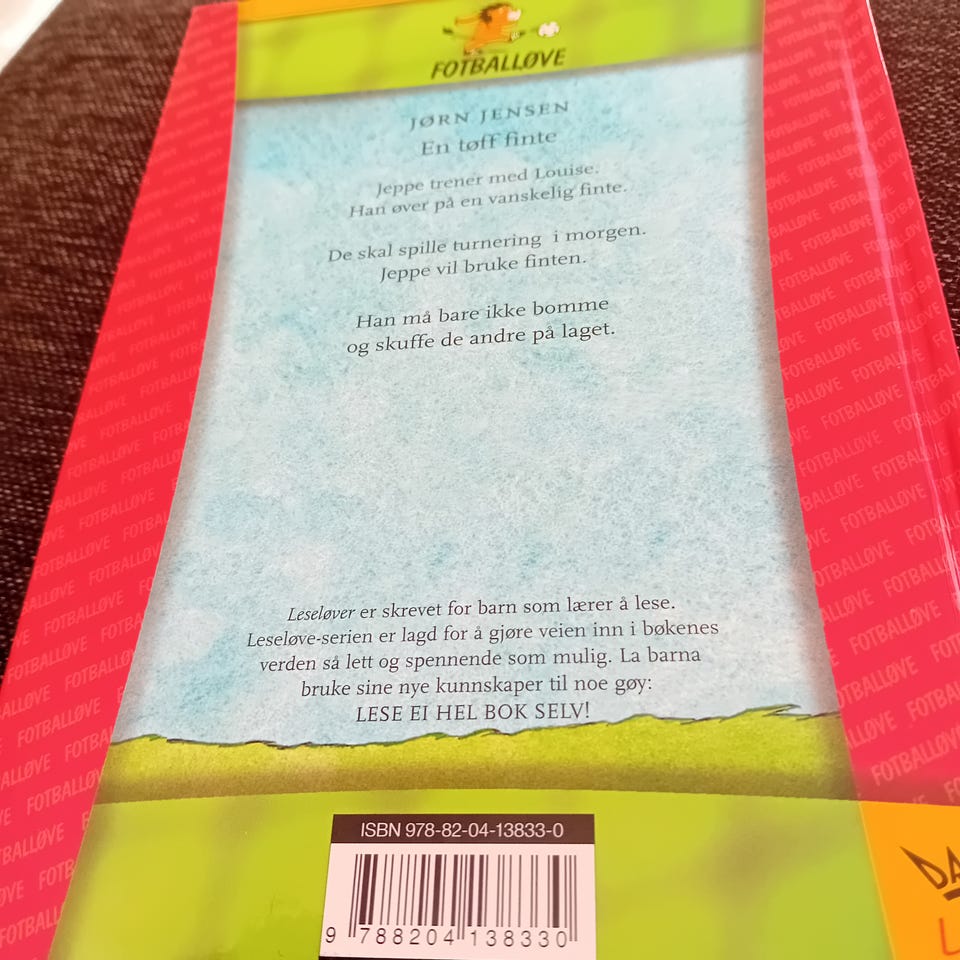 FOTBALLØVE
JØRN JENSEN
En tøff finte
Jeppe trener med Louise.
Han øver på en vanskelig finte.
De skal spille turnering i morgen.
Jeppe vil bruke finten.
Han må bare ikke bomme
og skuffe de andre på laget.
Leseløver er skrevet for barn som lærer å lese.
Leseløve-serien er lagd for å gjøre veien inn i bøkenes
verden så lett og spennende som mulig. La barna
bruke sine nye kunnskaper til noe gøy:
LESE EI HEL BOK SELV!
ISBN 978-82-04-13833-0
9 788204 138330